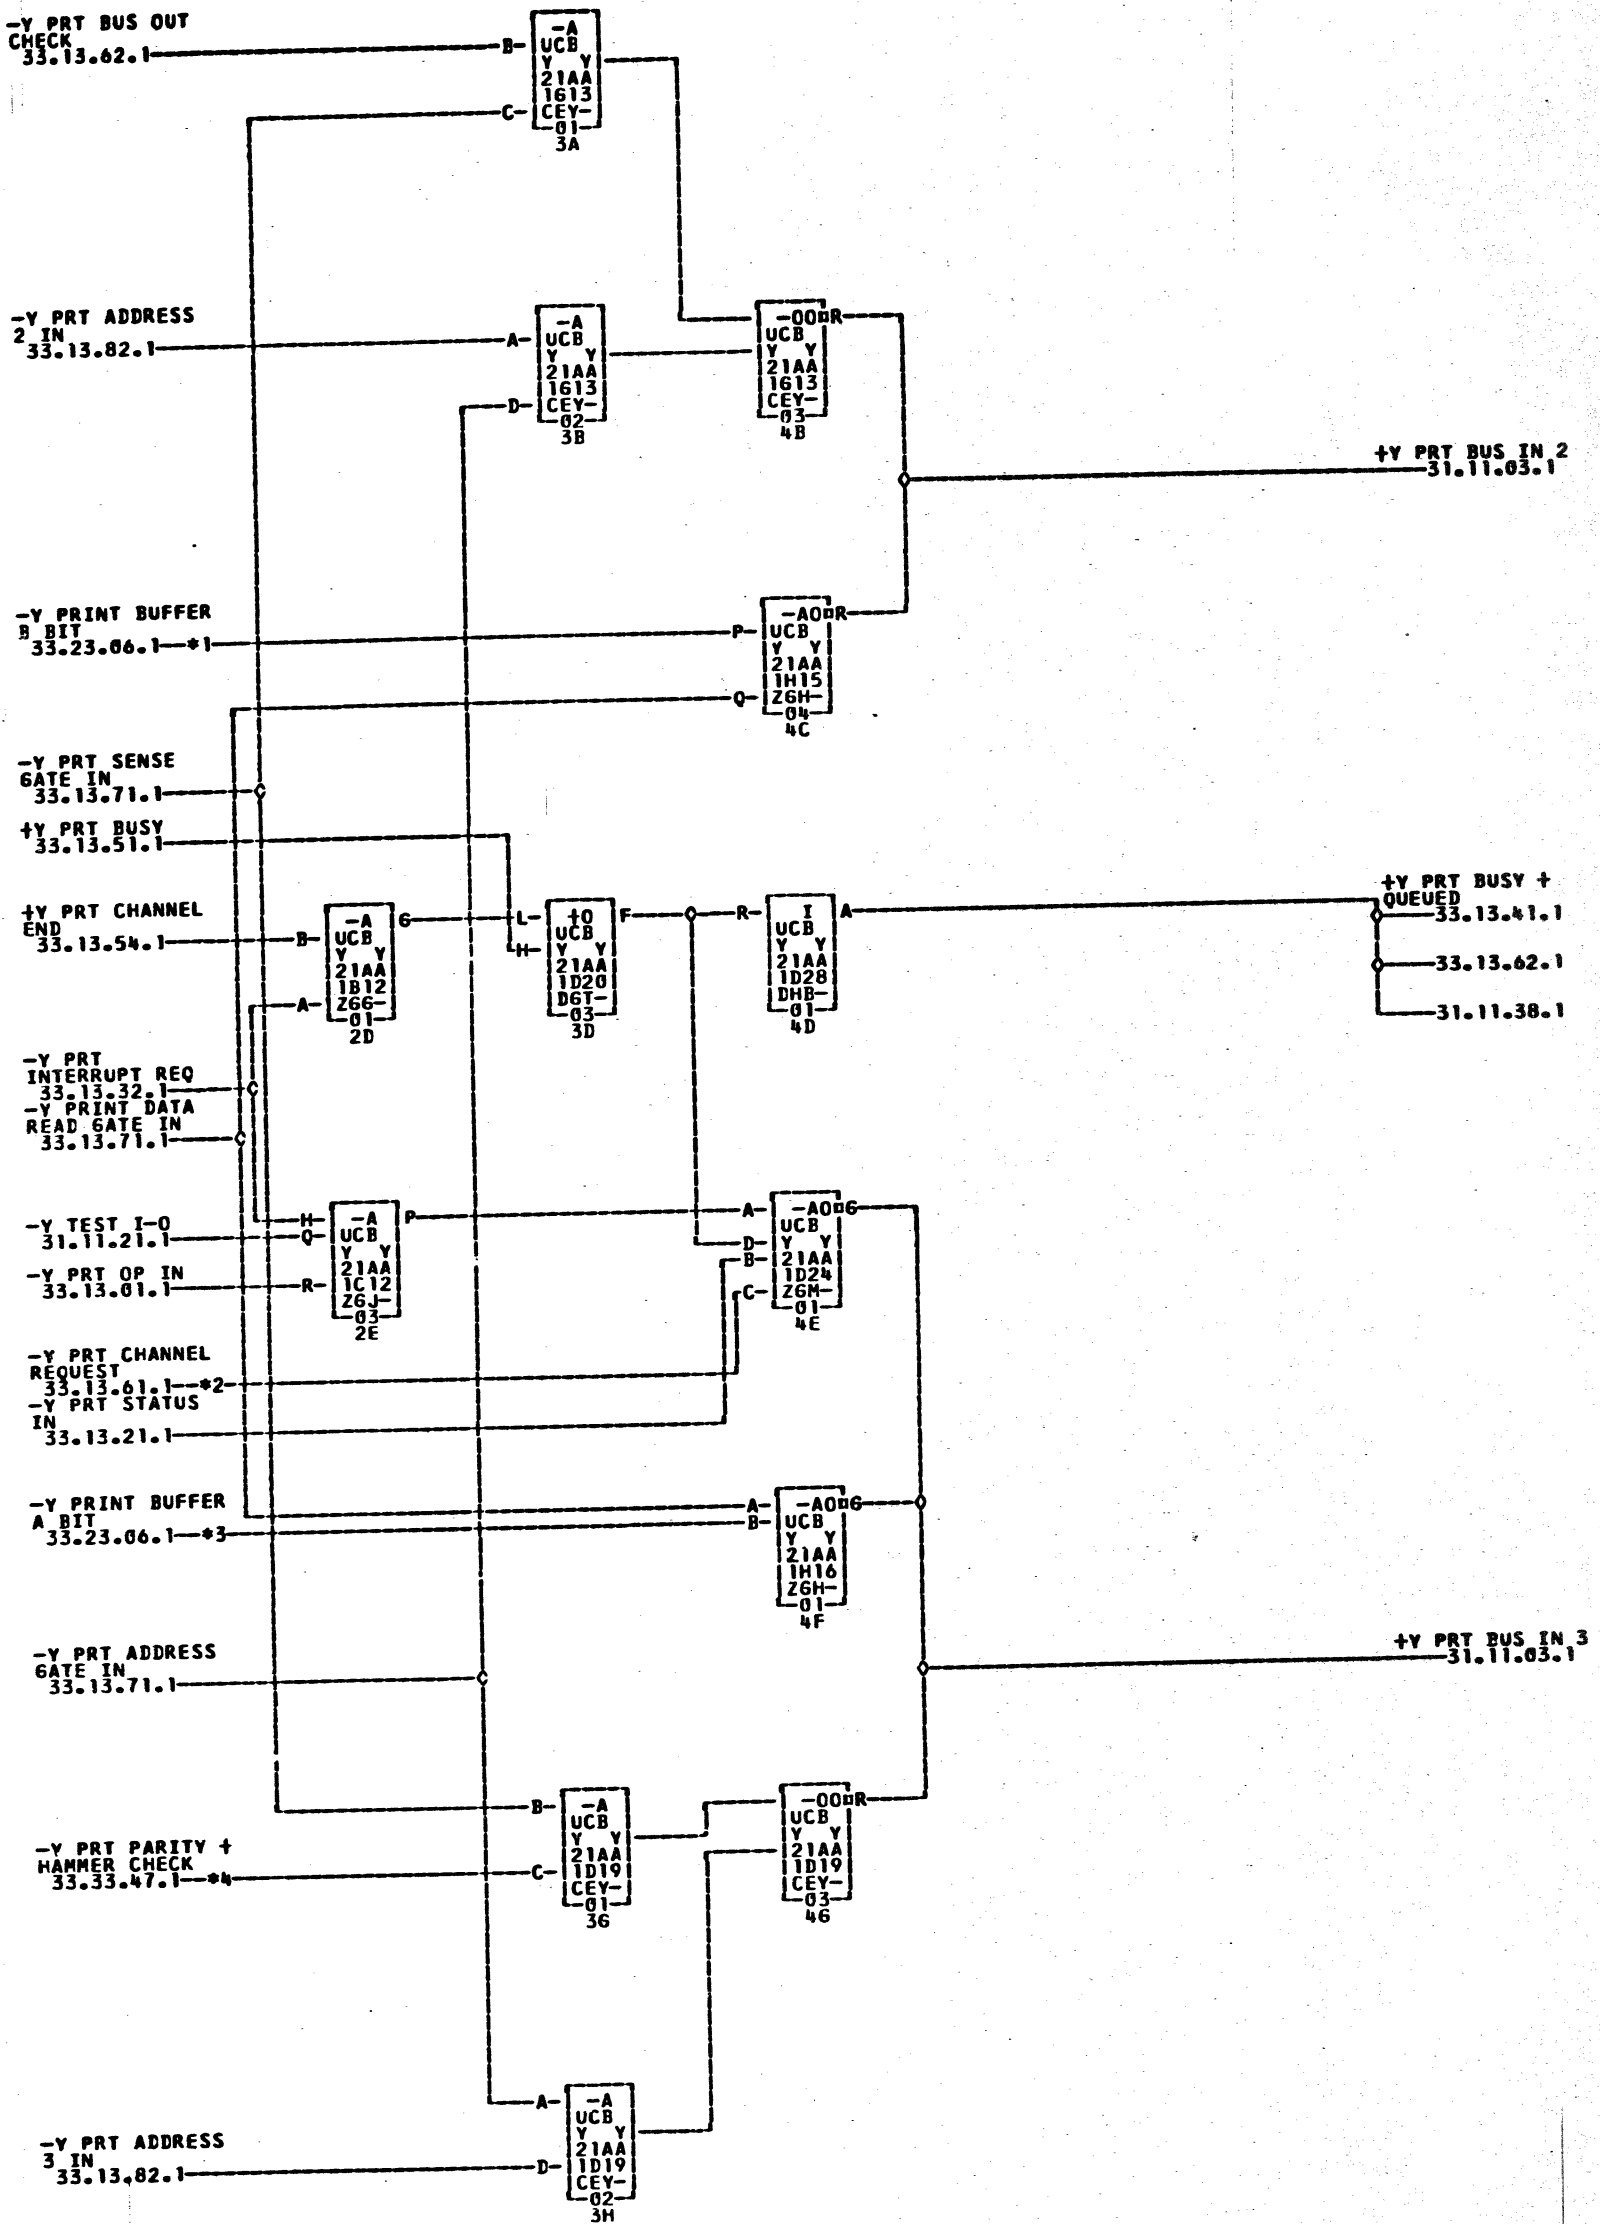 -Y PRT BUS OUT
CHECK
33.13.62.1
B
-A
UCB
Y Y
21AA
1613
CEY-
01
3A
C
-Y PRT ADDRESS
2 IN
33.13.82.1
A
-A
UCB
Y Y
21AA
1613
CEY-
02
3B
D
-OO R
UCB
Y Y
21AA
1613
CEY-
03
4B
+Y PRT BUS IN 2
31.11.03.1
-Y PRINT BUFFER
B BIT
33.23.06.1—*1
P
Q
-AO R
UCB
Y Y
21AA
1H15
Z6H-
04
4C
-Y PRT SENSE
GATE IN
33.13.71.1
+Y PRT BUSY
33.13.51.1
+Y PRT CHANNEL
END
33.13.54.1
B
A
-A G
UCB
Y Y
21AA
1B12
Z66-
01
2D
L
H
+O F
UCB
Y Y
21AA
1D20
D6T-
03
3D
R
I A
UCB
Y Y
21AA
1D28
DHB-
01
4D
+Y PRT BUSY +
QUEUED
33.13.41.1
33.13.62.1
31.11.38.1
-Y PRT
INTERRUPT REQ
33.13.32.1
-Y PRINT DATA
READ GATE IN
33.13.71.1
-Y TEST I-O
31.11.21.1
-Y PRT OP IN
33.13.01.1
H
Q
R
-A P
UCB
Y Y
21AA
1C12
Z6J-
03
2E
A
D
B
C
-AO G
UCB
Y Y
21AA
1D24
Z6M-
01
4E
-Y PRT CHANNEL
REQUEST
33.13.61.1—*2
-Y PRT STATUS
IN
33.13.21.1
-Y PRINT BUFFER
A BIT
33.23.06.1—*3
A
B
-AO G
UCB
Y Y
21AA
1H16
Z6H-
01
4F
-Y PRT ADDRESS
GATE IN
33.13.71.1
+Y PRT BUS IN 3
31.11.03.1
B
C
-A
UCB
Y Y
21AA
1D19
CEY-
01
3G
-OO R
UCB
Y Y
21AA
1D19
CEY-
03
4G
-Y PRT PARITY +
HAMMER CHECK
33.33.47.1—*4
A
D
-A
UCB
Y Y
21AA
1D19
CEY-
02
3H
-Y PRT ADDRESS
3 IN
33.13.82.1